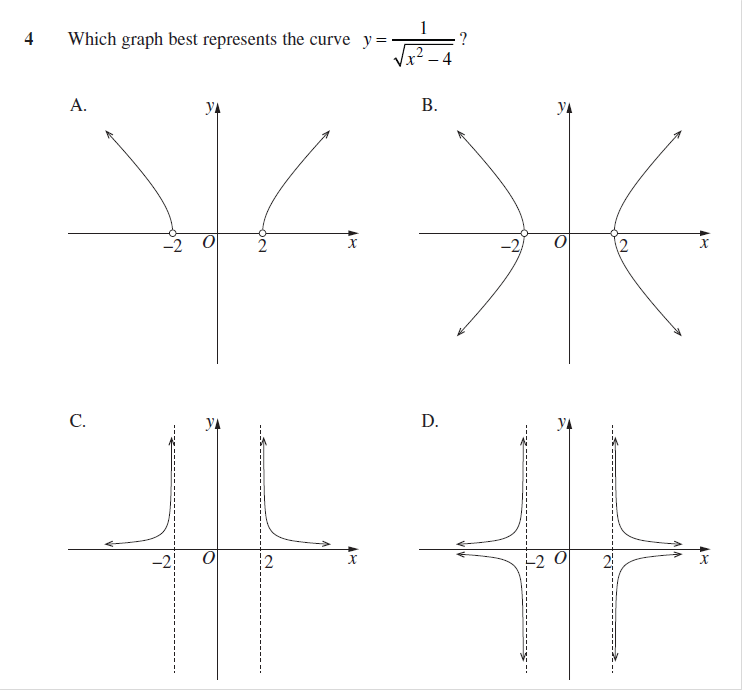 4 Which graph best represents the curve y = 1/√(x² – 4) ?
A. B.
y y
–2 O 2 x –2 O 2 x
C. D.
y y
–2 O 2 x –2 O 2 x